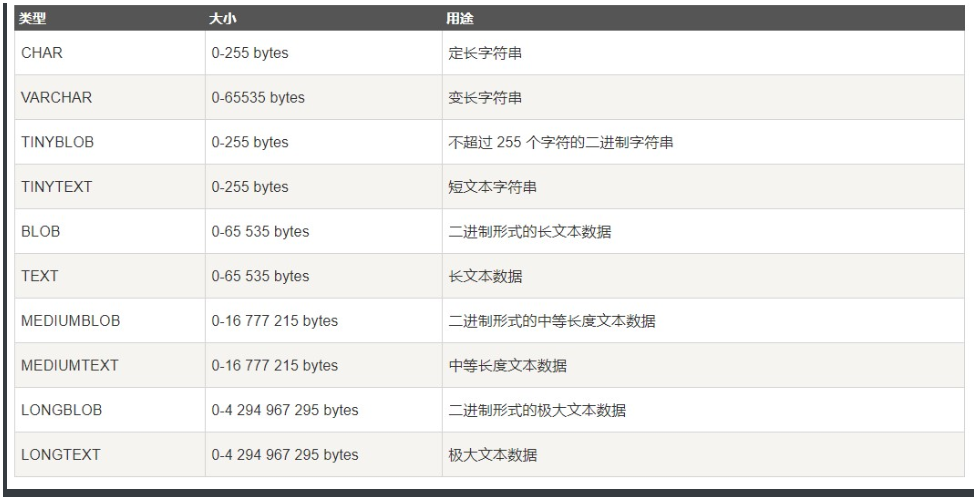 类型 大小 用途
CHAR 0-255 bytes 定长字符串
VARCHAR 0-65535 bytes 变长字符串
TINYBLOB 0-255 bytes 不超过 255 个字符的二进制字符串
TINYTEXT 0-255 bytes 短文本字符串
BLOB 0-65 535 bytes 二进制形式的长文本数据
TEXT 0-65 535 bytes 长文本数据
MEDIUMBLOB 0-16 777 215 bytes 二进制形式的中等长度文本数据
MEDIUMTEXT 0-16 777 215 bytes 中等长度文本数据
LONGBLOB 0-4 294 967 295 bytes 二进制形式的极大文本数据
LONGTEXT 0-4 294 967 295 bytes 极大文本数据